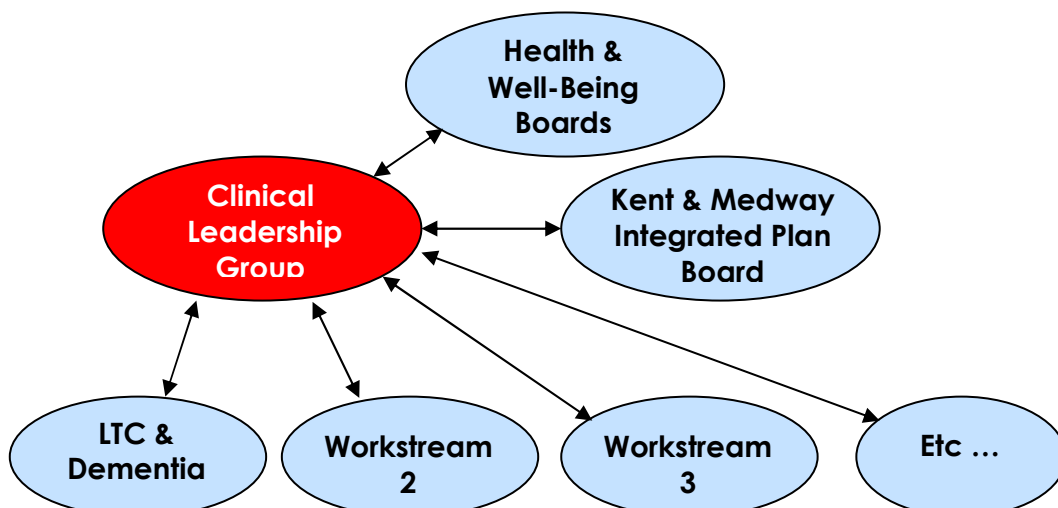 Health &
Well-Being
Boards
Clinical
Leadership
Group
Kent & Medway
Integrated Plan
Board
LTC &
Dementia
Workstream
2
Workstream
3
Etc …